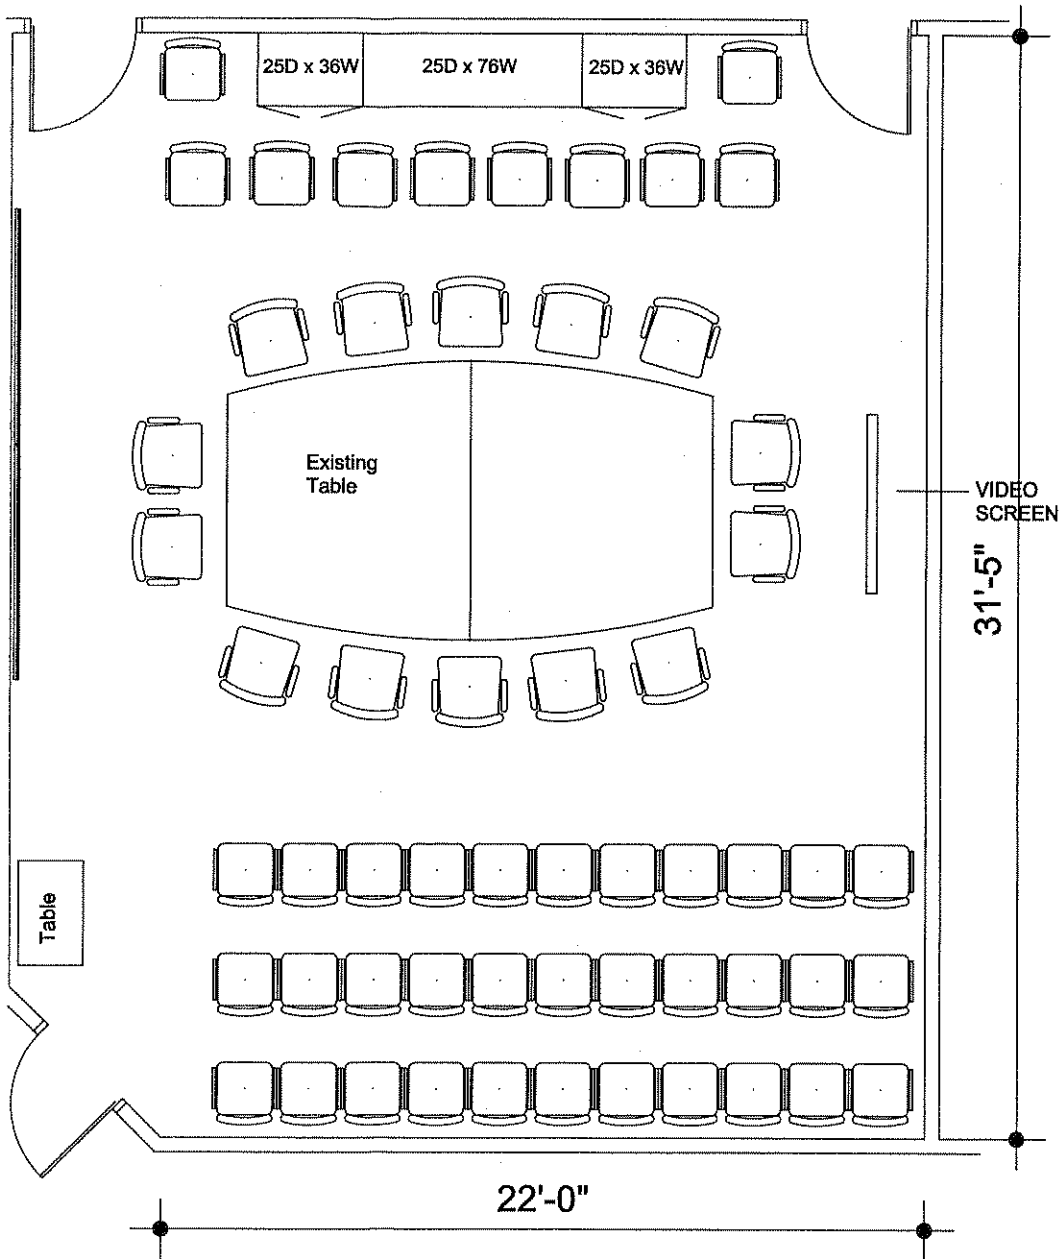 25D x 36W
25D x 76W
25D x 36W
Existing
Table
VIDEO
SCREEN
31'-5"
Table
22'-0"